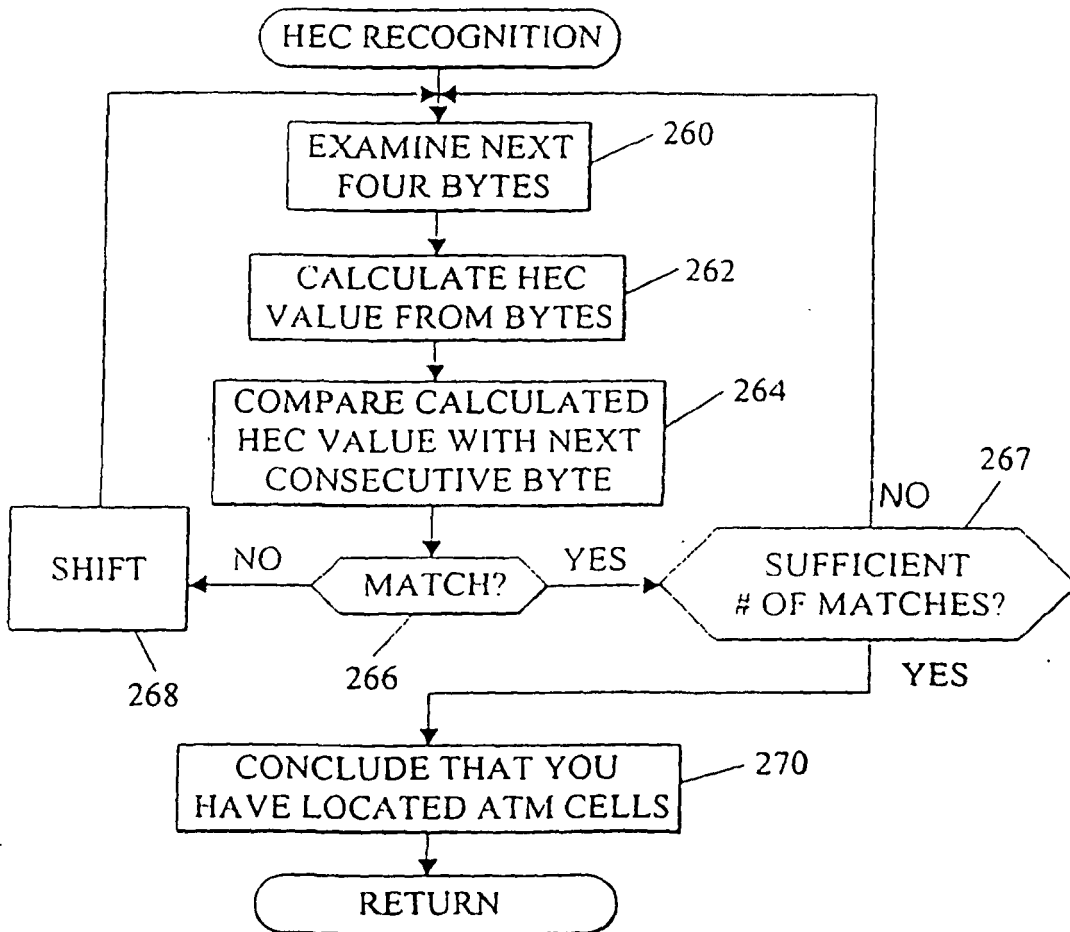 HEC RECOGNITION
EXAMINE NEXT
FOUR BYTES
260
CALCULATE HEC
VALUE FROM BYTES
262
COMPARE CALCULATED
HEC VALUE WITH NEXT
CONSECUTIVE BYTE
264
SHIFT
268
NO
MATCH?
266
YES
SUFFICIENT
# OF MATCHES?
267
NO
YES
CONCLUDE THAT YOU
HAVE LOCATED ATM CELLS
270
RETURN